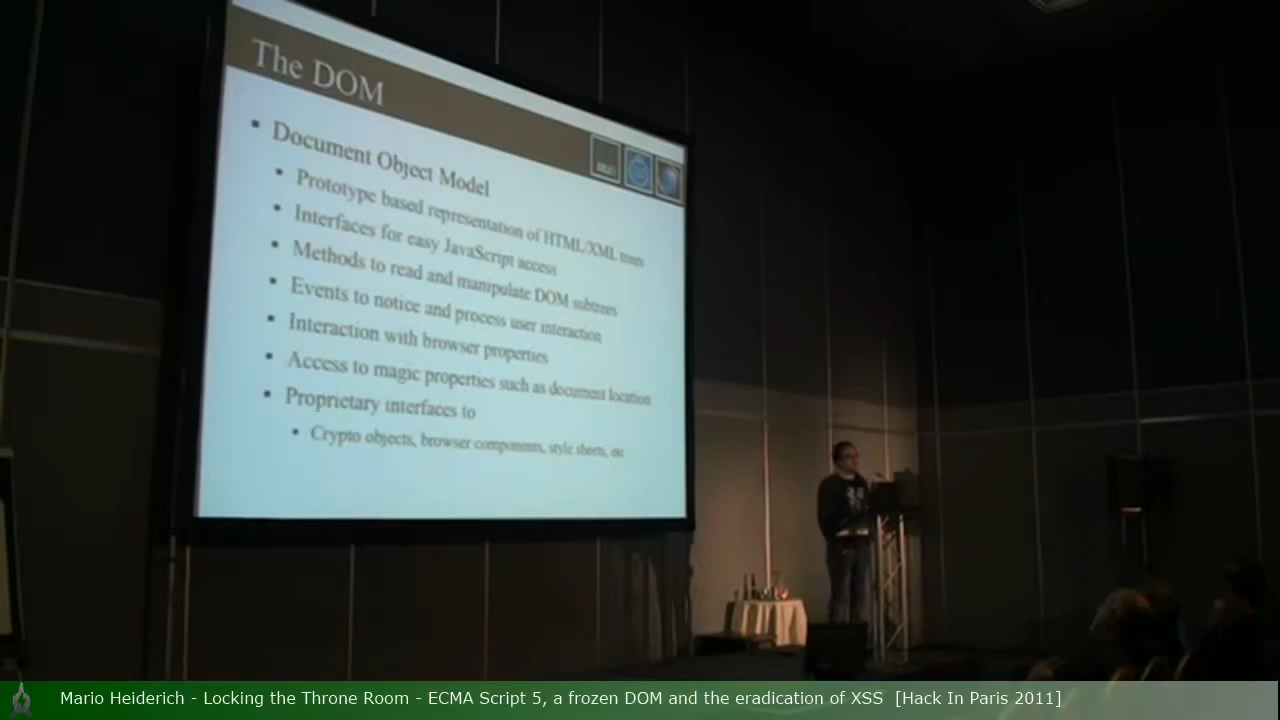 The DOM
Document Object Model
Prototype based representation of HTML/XML trees
Interfaces for easy JavaScript access
Methods to read and manipulate DOM subtrees
Events to notice and process user interaction
Interaction with browser properties
Access to magic properties such as document location
Proprietary interfaces to
Crypto objects, browser components, style sheets, etc
Mario Heiderich - Locking the Throne Room - ECMA Script 5, a frozen DOM and the eradication of XSS [Hack In Paris 2011]